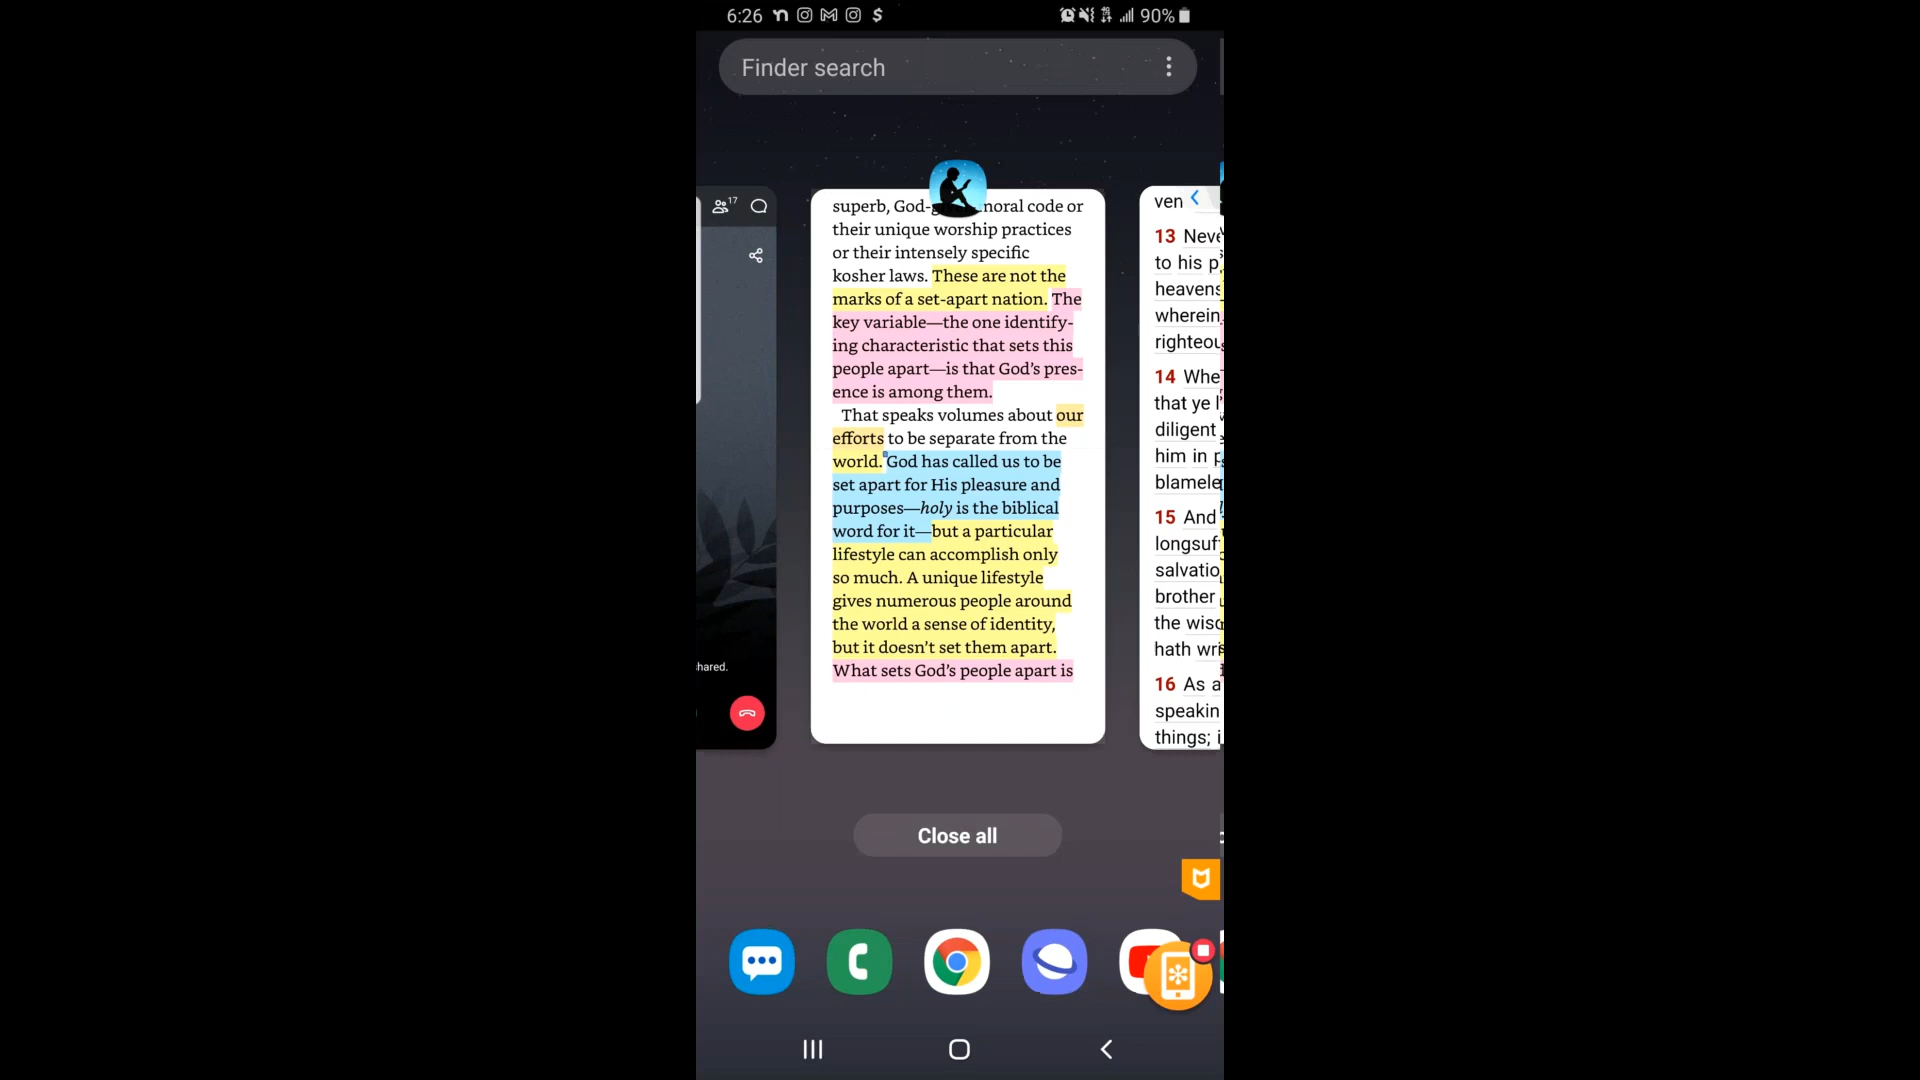 6:26
90%
Finder search
17
hared.
superb, God-g
moral code or
their unique worship practices
or their intensely specific
kosher laws. These are not the
marks of a set-apart nation. The
key variable—the one identify-
ing characteristic that sets this
people apart—is that God's pres-
ence is among them.
That speaks volumes about our
efforts to be separate from the
world. God has called us to be
set apart for His pleasure and
purposes—holy is the biblical
word for it—but a particular
lifestyle can accomplish only
so much. A unique lifestyle
gives numerous people around
the world a sense of identity,
but it doesn't set them apart.
What sets God's people apart is
ven
13 Neve
to his p
heavens
wherein
righteou
14 Whe
that ye l
diligent
him in p
blamele
15 And
longsuf
salvatio
brother
the wisd
hath wri
16 As a
speakin
things; i
Close all